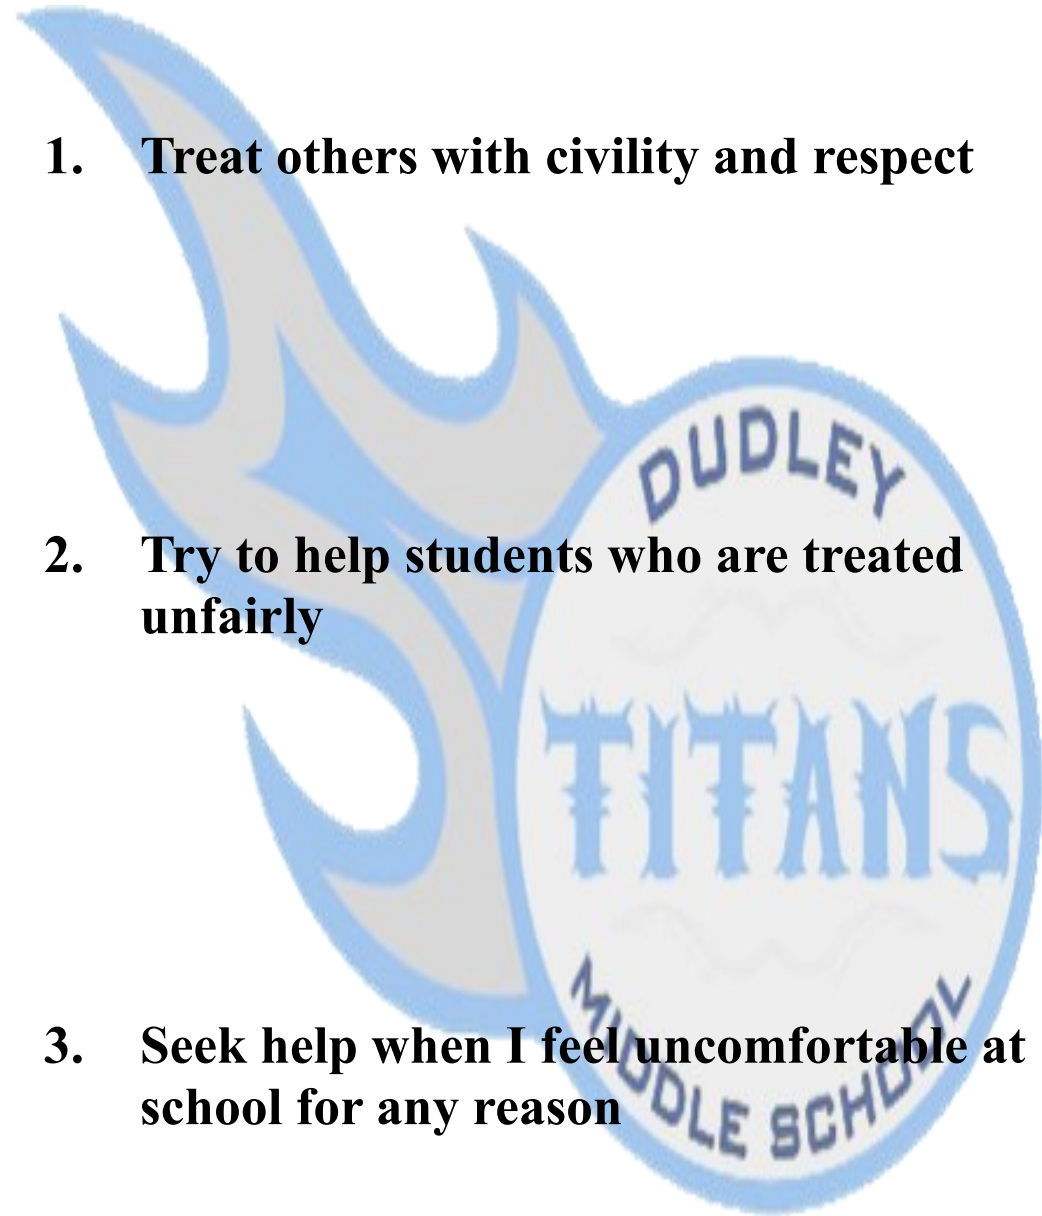 1. Treat others with civility and respect
DUDLEY
2. Try to help students who are treated
unfairly
TITANS
3. Seek help when I feel uncomfortable at
school for any reason
MIDDLE SCHOOL